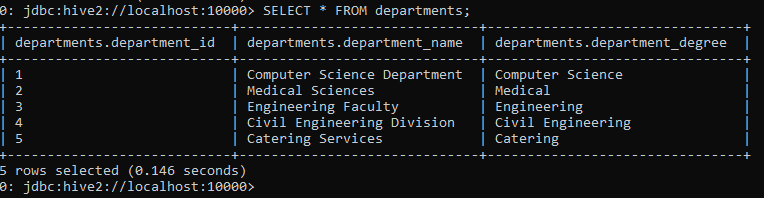 0: jdbc:hive2://localhost:10000> SELECT * FROM departments;
+-----------------------------+------------------------------+--------------------------------+
| departments.department_id | departments.department_name | departments.department_degree |
+-----------------------------+------------------------------+--------------------------------+
| 1 | Computer Science Department | Computer Science |
| 2 | Medical Sciences | Medical |
| 3 | Engineering Faculty | Engineering |
| 4 | Civil Engineering Division | Civil Engineering |
| 5 | Catering Services | Catering |
+-----------------------------+------------------------------+--------------------------------+
5 rows selected (0.146 seconds)
0: jdbc:hive2://localhost:10000>